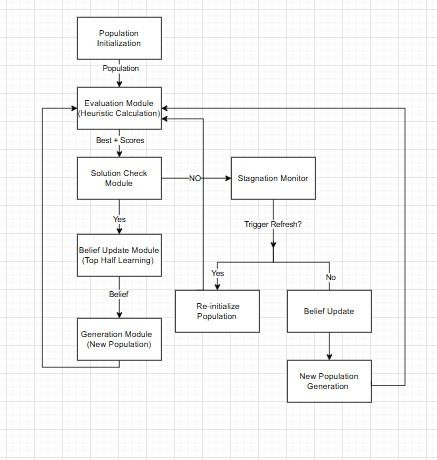 Population
Initialization
Population
Evaluation Module
(Heuristic Calculation)
Best + Scores
Solution Check
Module
NO
Stagnation Monitor
Yes
Trigger Refresh?
Belief Update Module
(Top Half Learning)
Yes
No
Belief
Re-initialize
Population
Belief Update
Generation Module
(New Population)
New Population
Generation